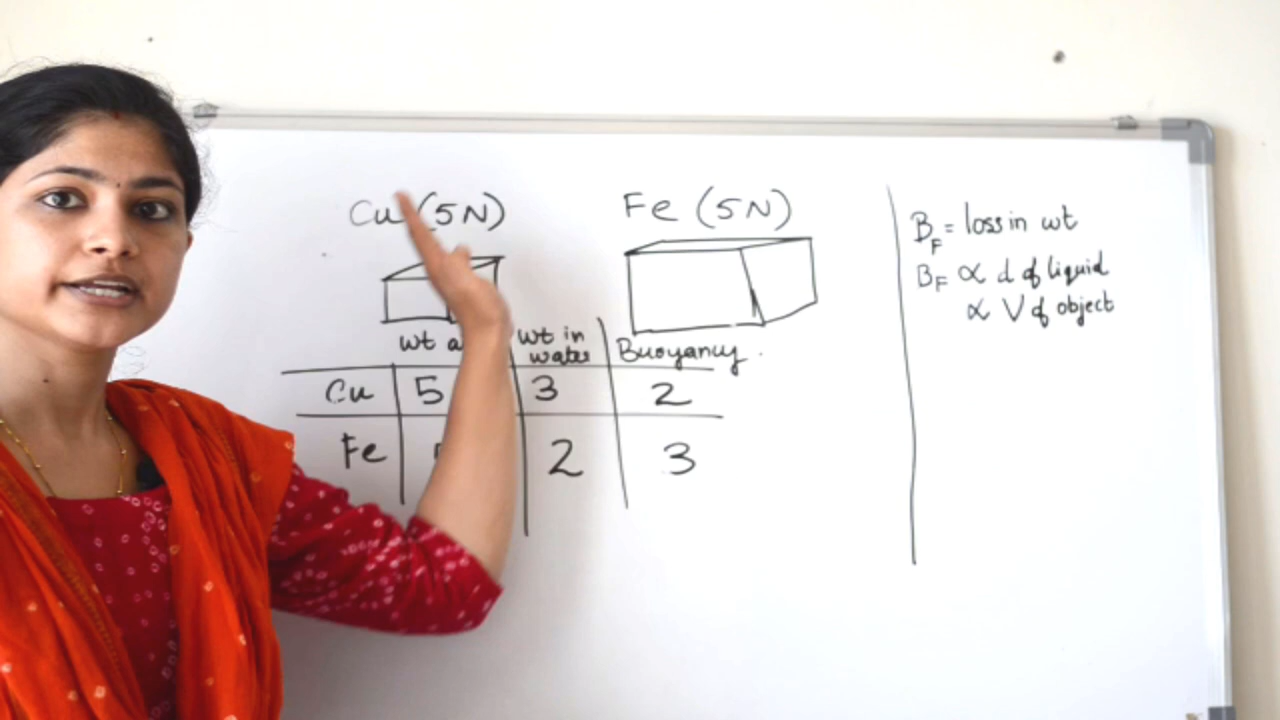 Cu (5N) Fe (5N)
wt wt in water Buoyancy.
Cu 5 3 2
Fe 2 3
B_F = loss in wt
B_F ∝ d of liquid
∝ V of object